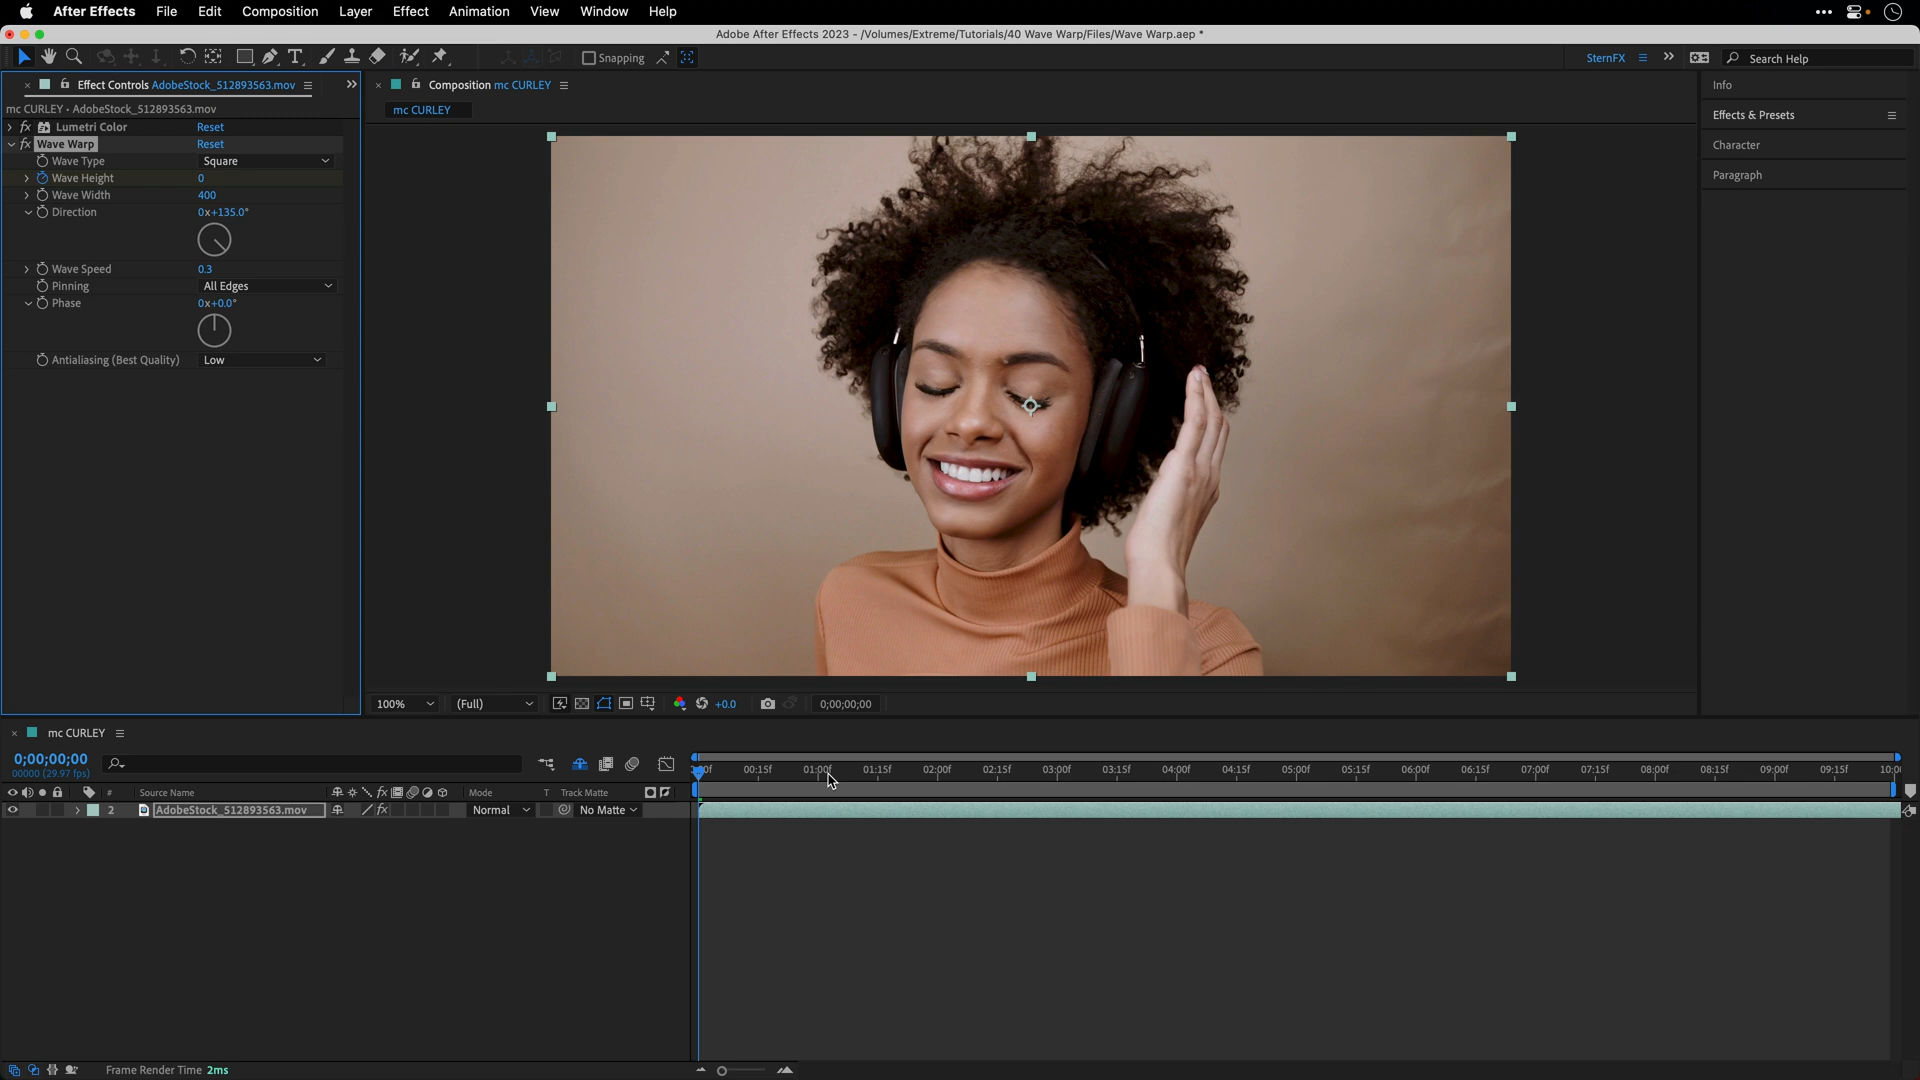 After Effects File Edit Composition Layer Effect Animation View Window Help
Adobe After Effects 2023 - /Volumes/Extreme/Tutorials/40 Wave Warp/Files/Wave Warp.aep *
Snapping
SternFX
Search Help
Effect Controls AdobeStock_512893563.mov
mc CURLEY • AdobeStock_512893563.mov
fx Lumetri Color Reset
fx Wave Warp Reset
Wave Type Square
Wave Height 0
Wave Width 400
Direction 0x+135.0°
Wave Speed 0.3
Pinning All Edges
Phase 0x+0.0°
Antialiasing (Best Quality) Low
Composition mc CURLEY
mc CURLEY
100% (Full) +0.0 0;00;00;00
Info
Effects & Presets
Character
Paragraph
mc CURLEY
0;00;00;00
00000 (29.97 fps)
# Source Name fx Mode T Track Matte
2 AdobeStock_512893563.mov fx Normal No Matte
00:15f 01:00f 01:15f 02:00f 02:15f 03:00f 03:15f 04:00f 04:15f 05:00f 05:15f 06:00f 06:15f 07:00f 07:15f 08:00f 08:15f 09:00f 09:15f
Frame Render Time 2ms